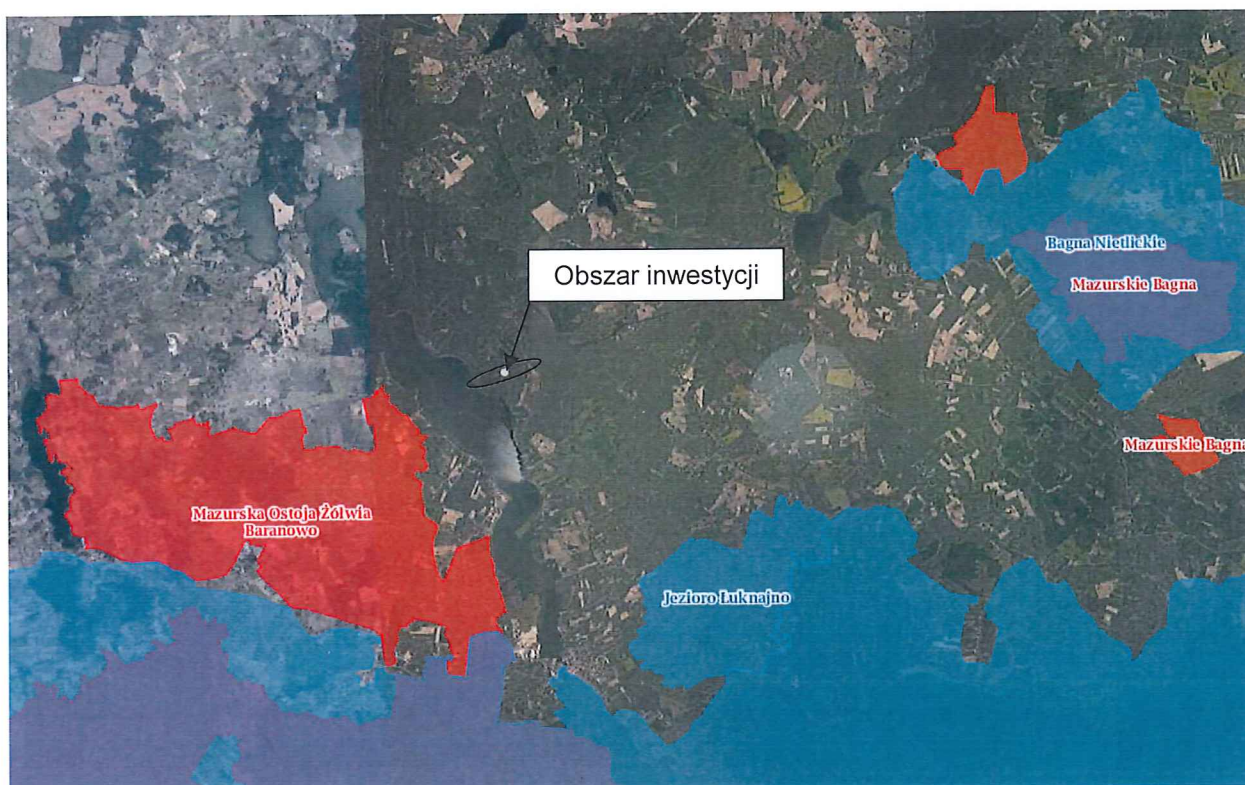 Bagna Nietlickie
Obszar inwestycji
Mazurskie Bagna
Mazurskie Bagna
Mazurska Ostoja Żółwia
Baranowo
Jezioro Łuknajno